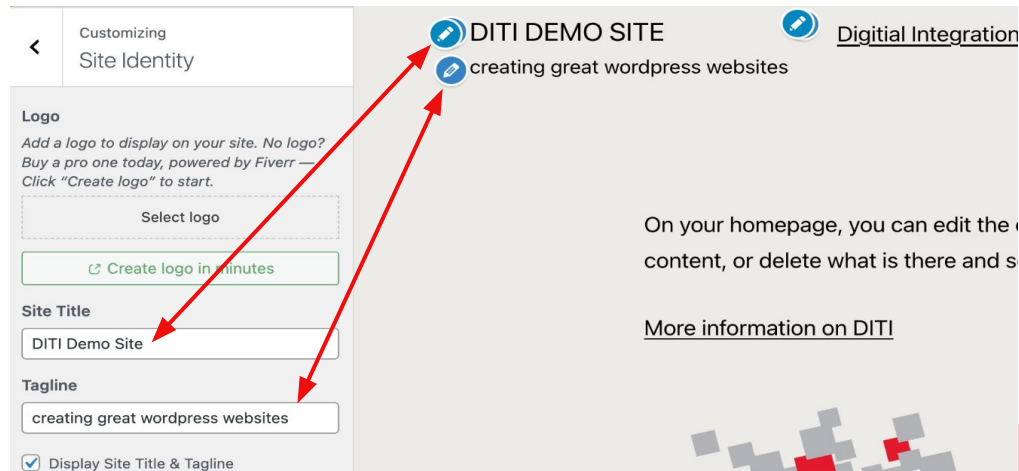 Customizing
Site Identity
Logo
Add a logo to display on your site. No logo?
Buy a pro one today, powered by Fiverr —
Click “Create logo” to start.
Select logo
Create logo in minutes
Site Title
DITI Demo Site
Tagline
creating great wordpress websites
Display Site Title & Tagline
DITI DEMO SITE
creating great wordpress websites
Digitial Integration
On your homepage, you can edit the
content, or delete what is there and
More information on DITI